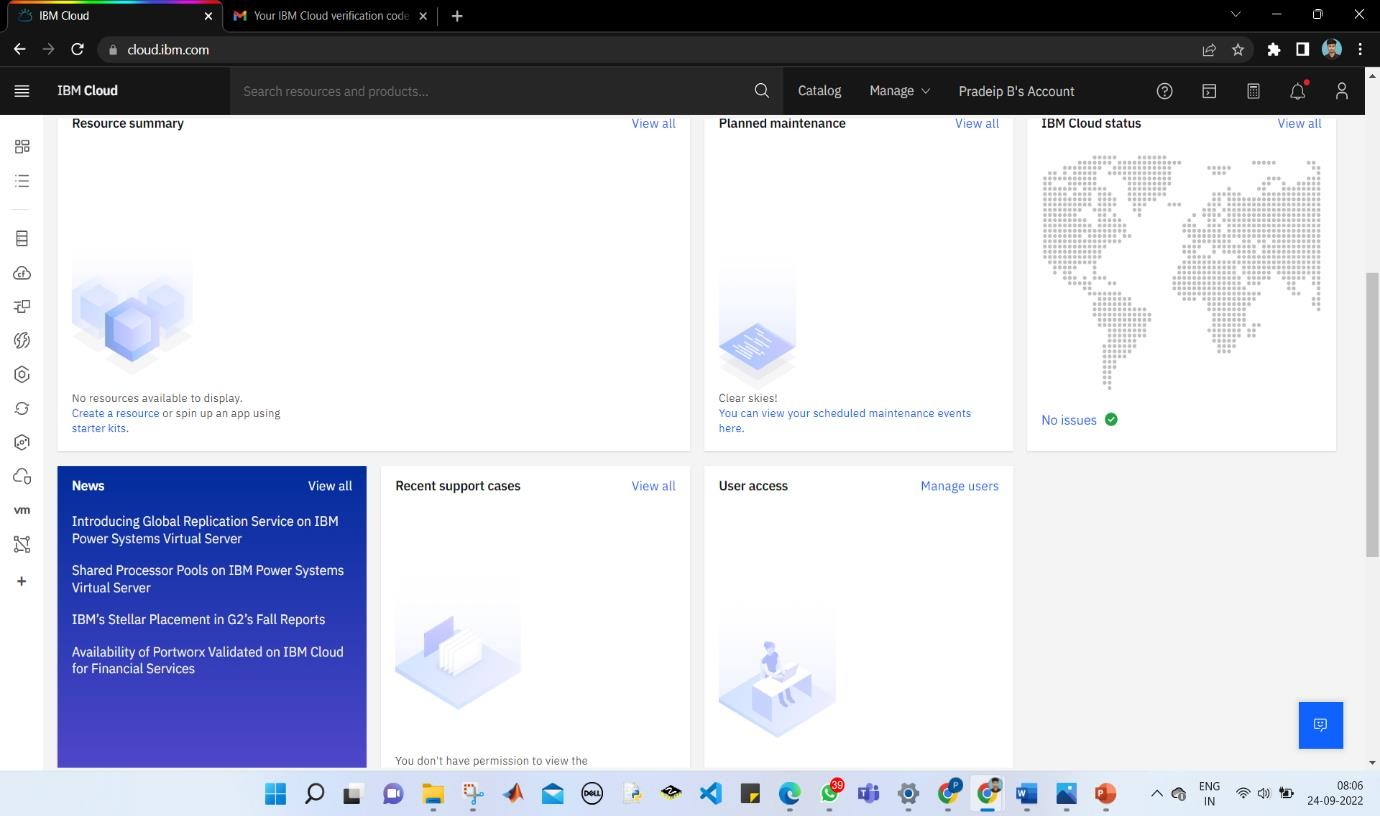 IBM Cloud
Your IBM Cloud verification code
cloud.ibm.com
IBM Cloud
Search resources and products...
Catalog
Manage
Pradeip B's Account
Resource summary
View all
No resources available to display.
Create a resource or spin up an app using
starter kits.
Planned maintenance
View all
Clear skies!
You can view your scheduled maintenance events
here.
IBM Cloud status
View all
No issues
News
View all
Introducing Global Replication Service on IBM
Power Systems Virtual Server
Shared Processor Pools on IBM Power Systems
Virtual Server
IBM's Stellar Placement in G2's Fall Reports
Availability of Portworx Validated on IBM Cloud
for Financial Services
Recent support cases
View all
You don't have permission to view the
User access
Manage users
cf
vm
39
DELL
P
W
P
ENG
IN
08:06
24-09-2022